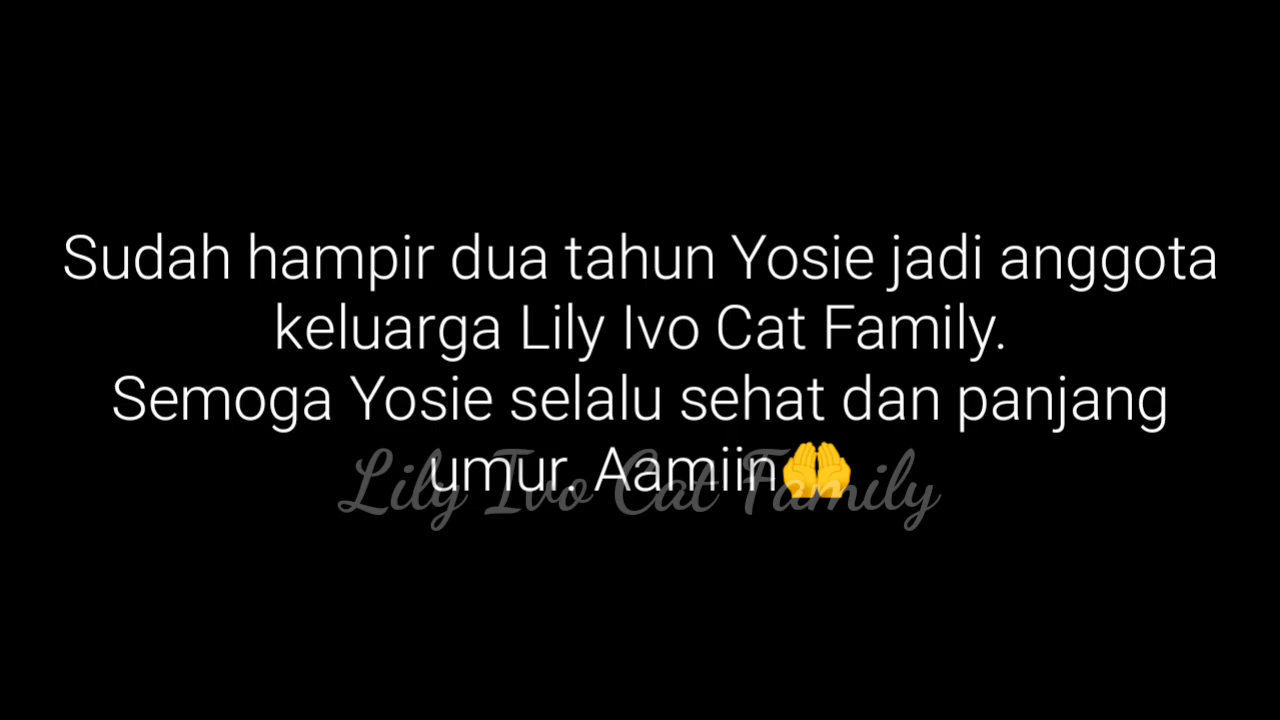 Sudah hampir dua tahun Yosie jadi anggota
keluarga Lily Ivo Cat Family.
Semoga Yosie selalu sehat dan panjang
umur. Aamiin🤲
Lily Ivo Cat Family